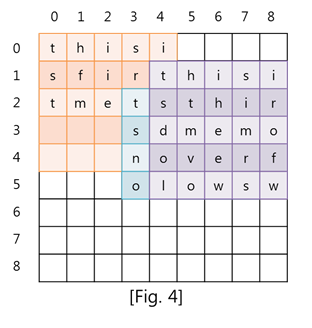 0 1 2 3 4 5 6 7 8
0 t h i s i
1 s f i r t h i s i
2 t m e t s t h i r
3 s d m e m o
4 n o v e r f
5 o l o w s w
6
7
8
[Fig. 4]